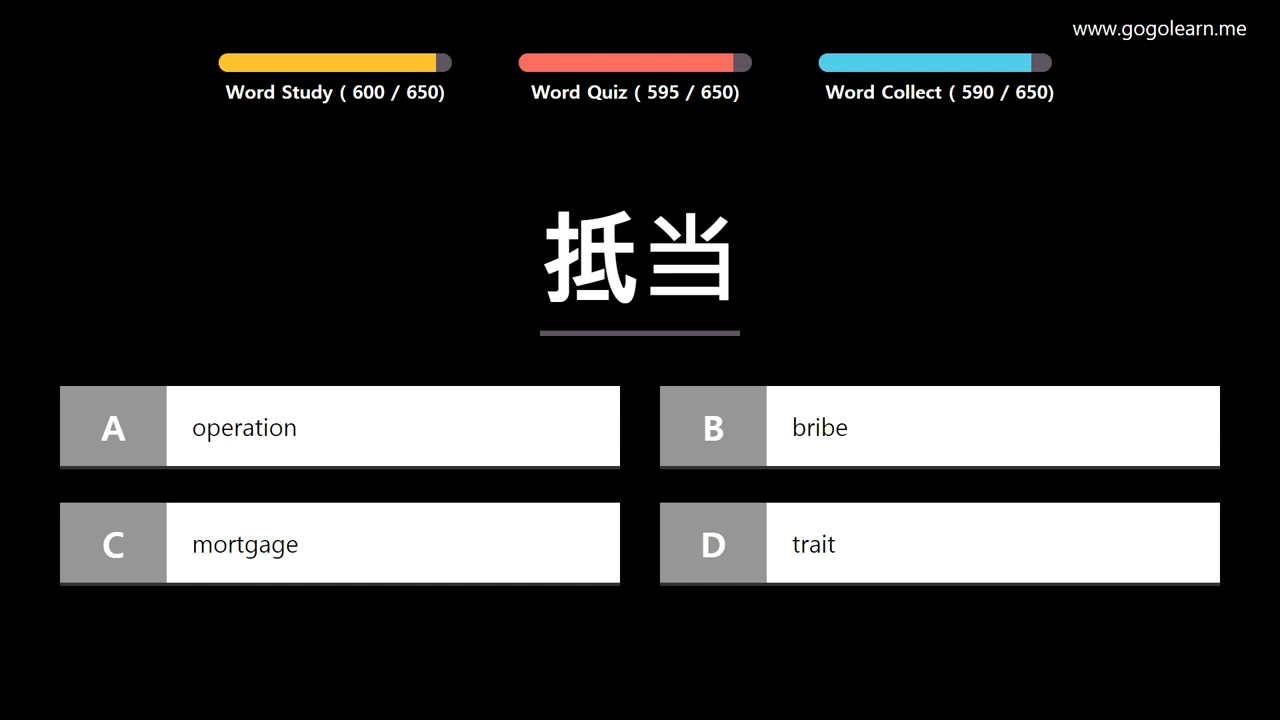 www.gogolearn.me
Word Study ( 600 / 650)
Word Quiz ( 595 / 650)
Word Collect ( 590 / 650)
抵当
A operation
B bribe
C mortgage
D trait